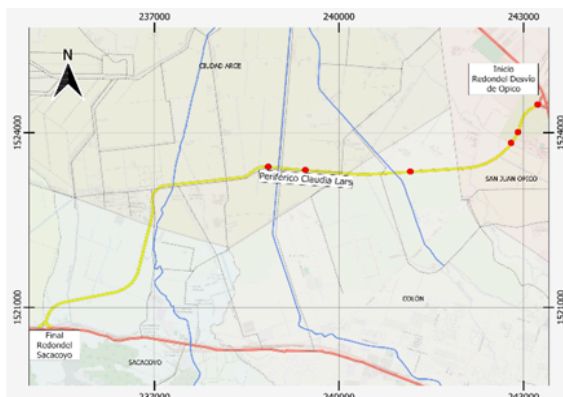 237000 240000 243000
N
CIUDAD ARCE
Inicio
Redondel Desvío
de Opico
1524000
1524000
Periférico Claudia Lars
SAN JUAN OPICO
COLÓN
1521000
1521000
Final
Redondel
Sacacoyo
SACACOYO
237000 240000 243000